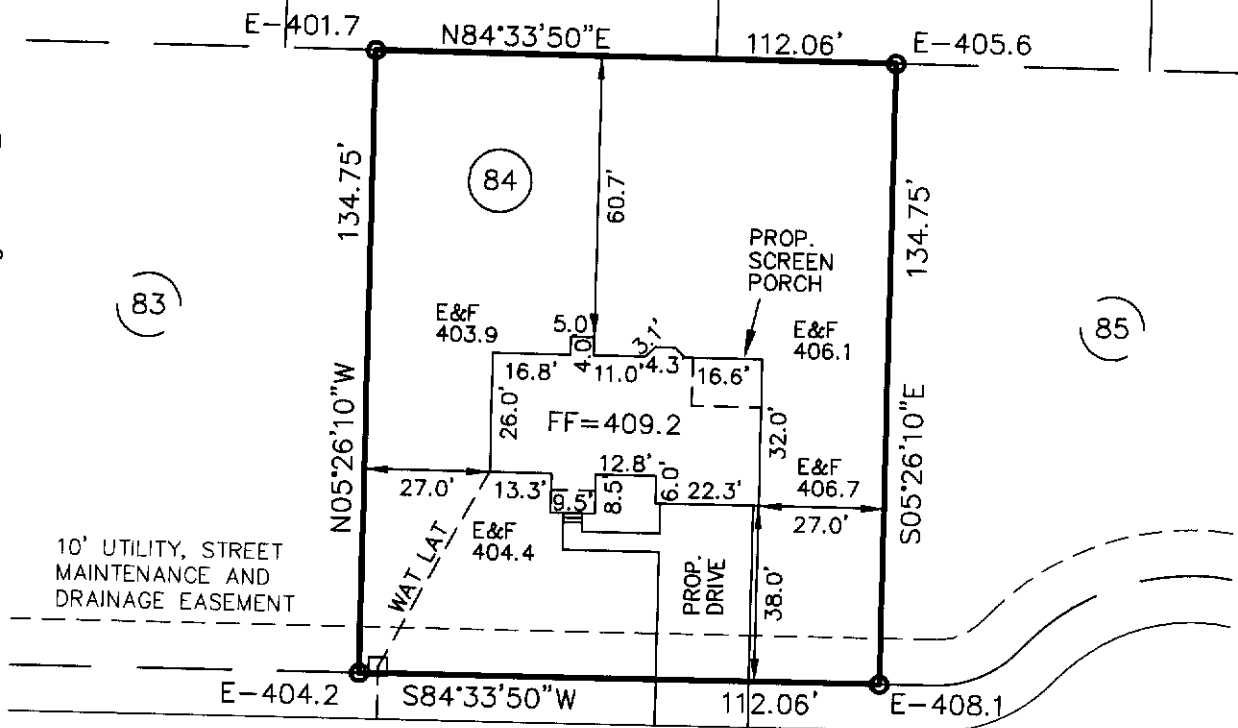 E-401.7
N84°33'50"E
112.06'
E-405.6
134.75'
84
60.7'
134.75'
PROP.
SCREEN
PORCH
83
85
E&F
403.9
5.0'
4.0'
3.1'
4.3'
E&F
406.1
16.8'
11.0'
16.6'
26.0'
FF=409.2
32.0'
N05°26'10"W
S05°26'10"E
12.8'
6.0'
E&F
406.7
27.0'
13.3'
9.5'
8.5'
22.3'
27.0'
E&F
404.4
10' UTILITY, STREET
MAINTENANCE AND
DRAINAGE EASEMENT
WAT LAT
PROP.
DRIVE
38.0'
E-404.2
S84°33'50"W
112.06'
E-408.1